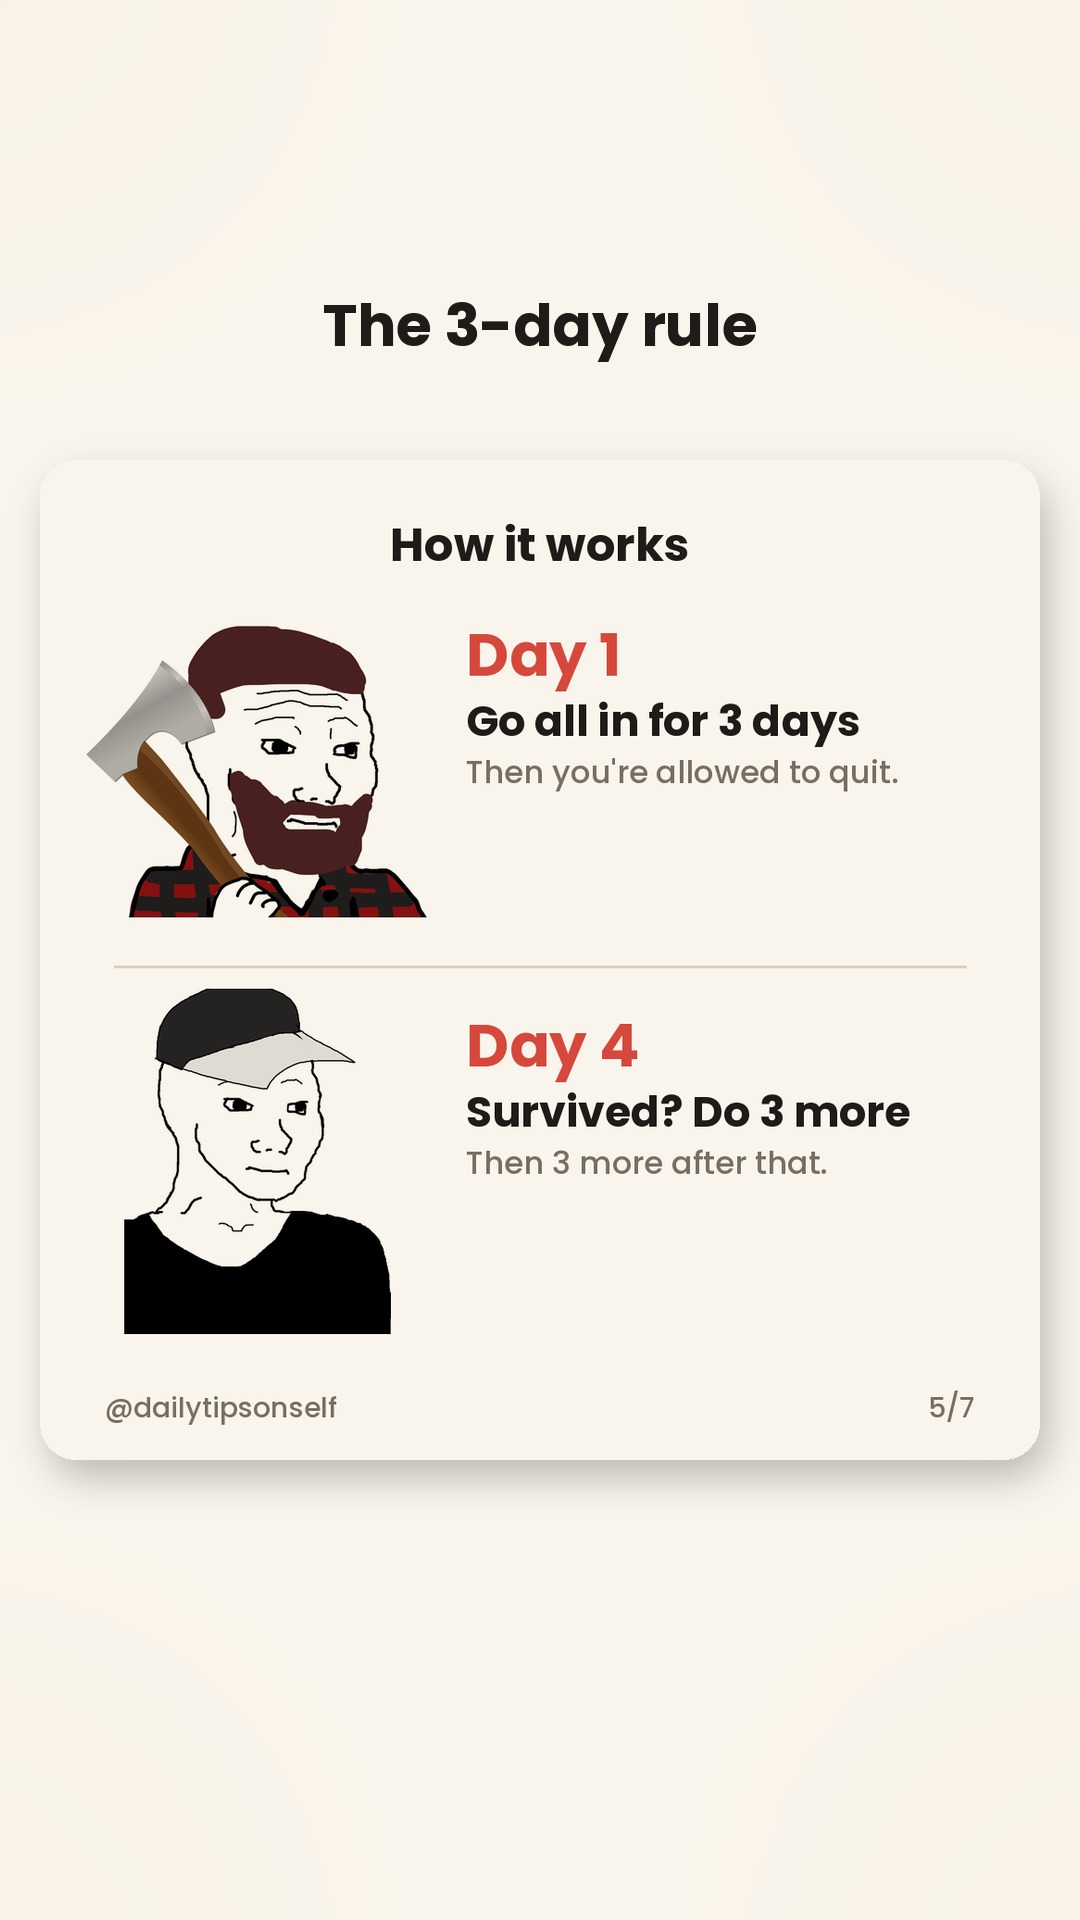 The 3-day rule
How it works
Day 1
Go all in for 3 days
Then you're allowed to quit.
Day 4
Survived? Do 3 more
Then 3 more after that.
@dailytipsonself
5/7